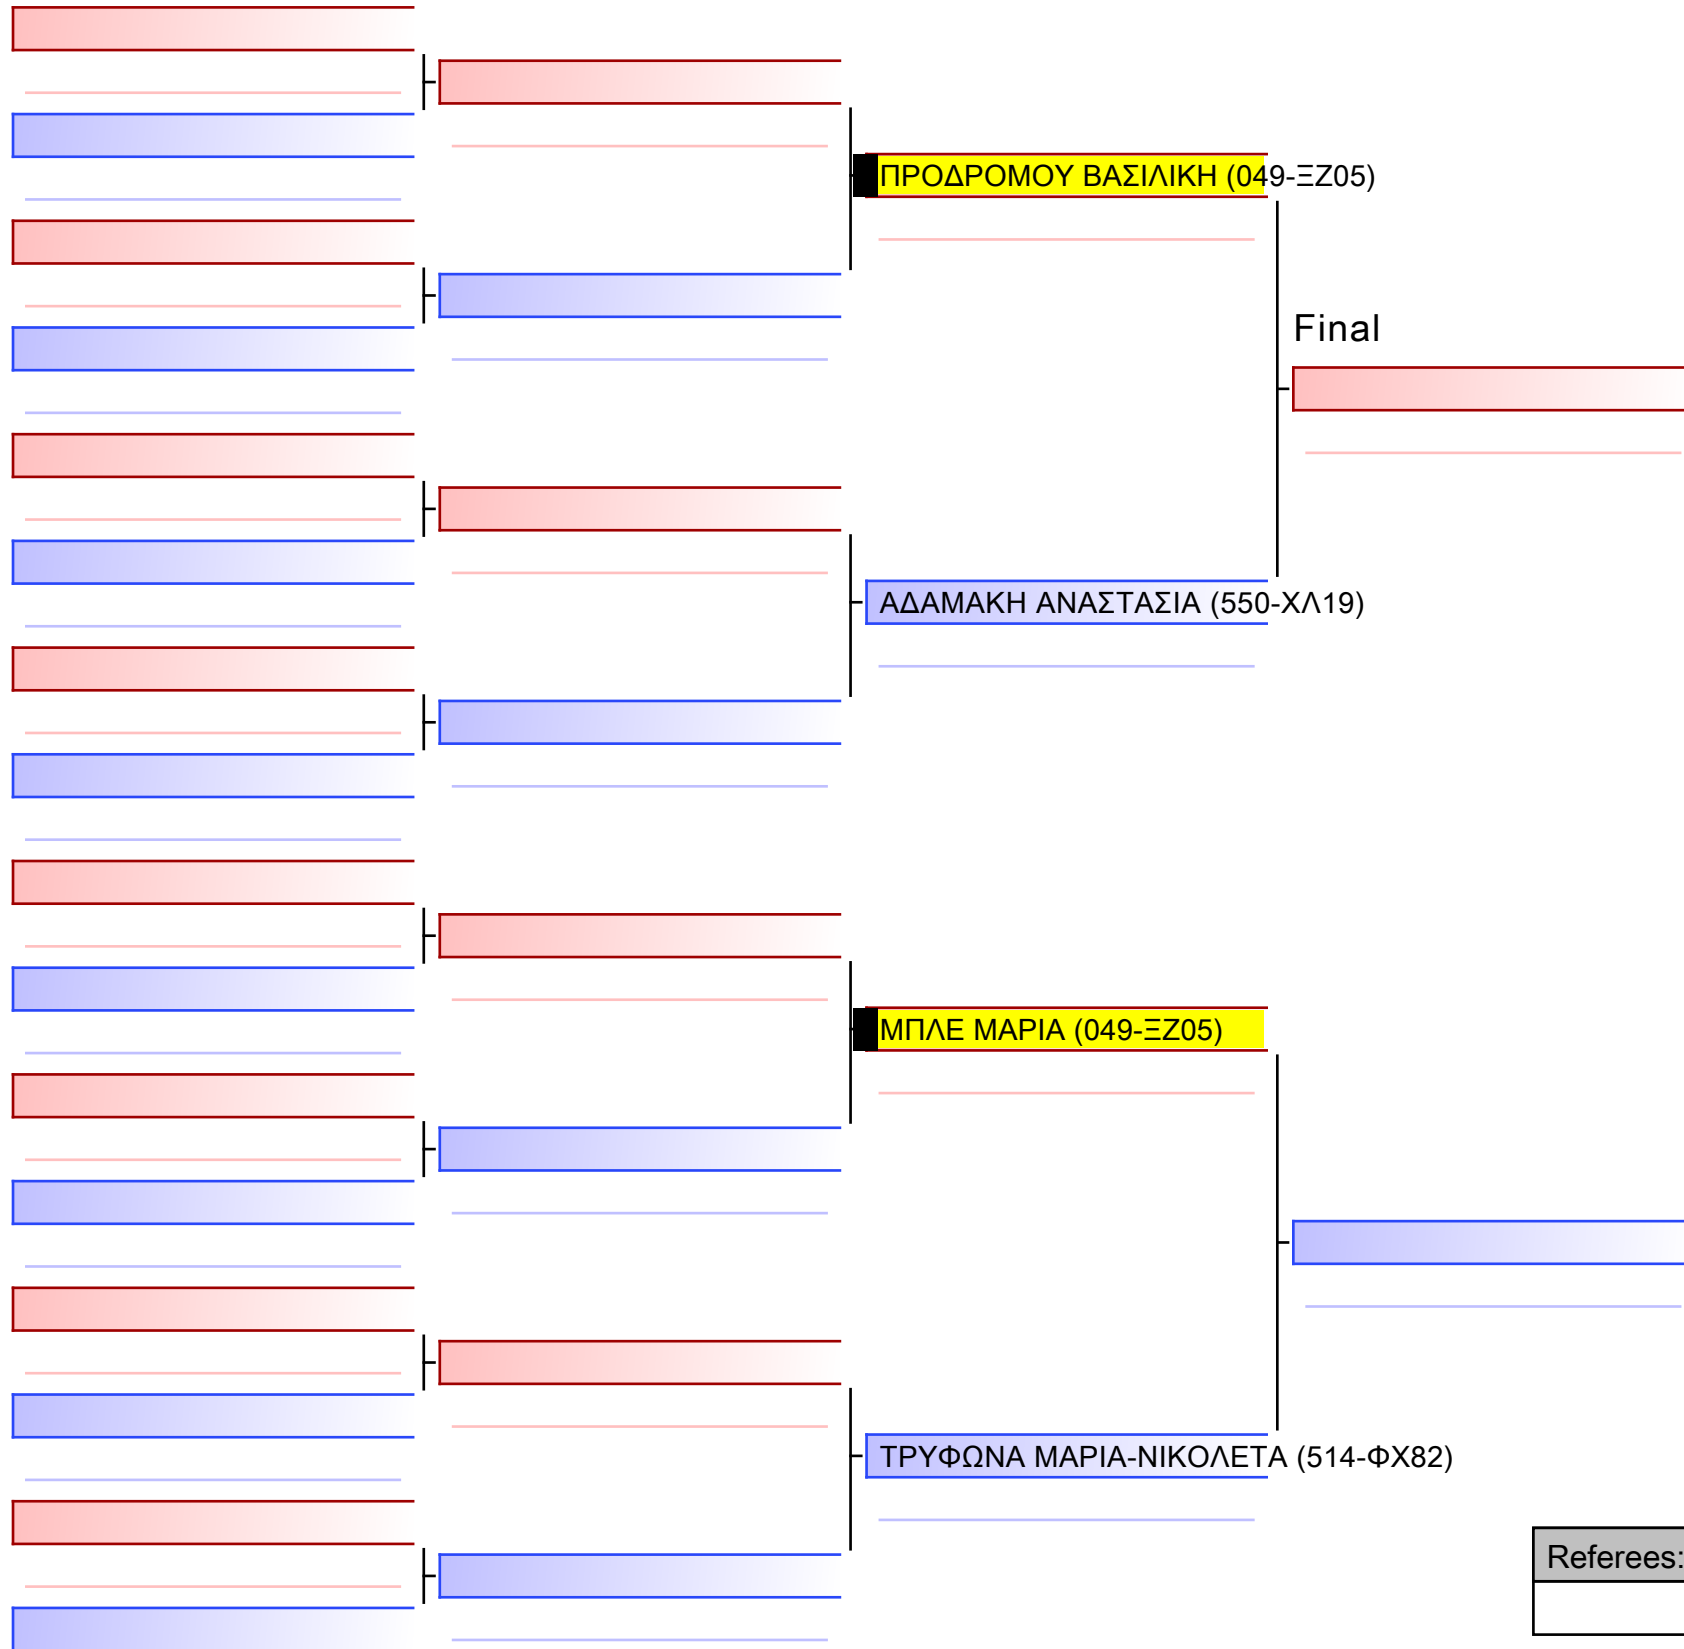 ΠΡΟΔΡΟΜΟΥ ΒΑΣΙΛΙΚΗ (049-ΞΖ05)
Final
ΑΔΑΜΑΚΗ ΑΝΑΣΤΑΣΙΑ (550-ΧΛ19)
ΜΠΛΕ ΜΑΡΙΑ (049-ΞΖ05)
ΤΡΥΦΩΝΑ ΜΑΡΙΑ-ΝΙΚΟΛΕΤΑ (514-ΦΧ82)
Referees: